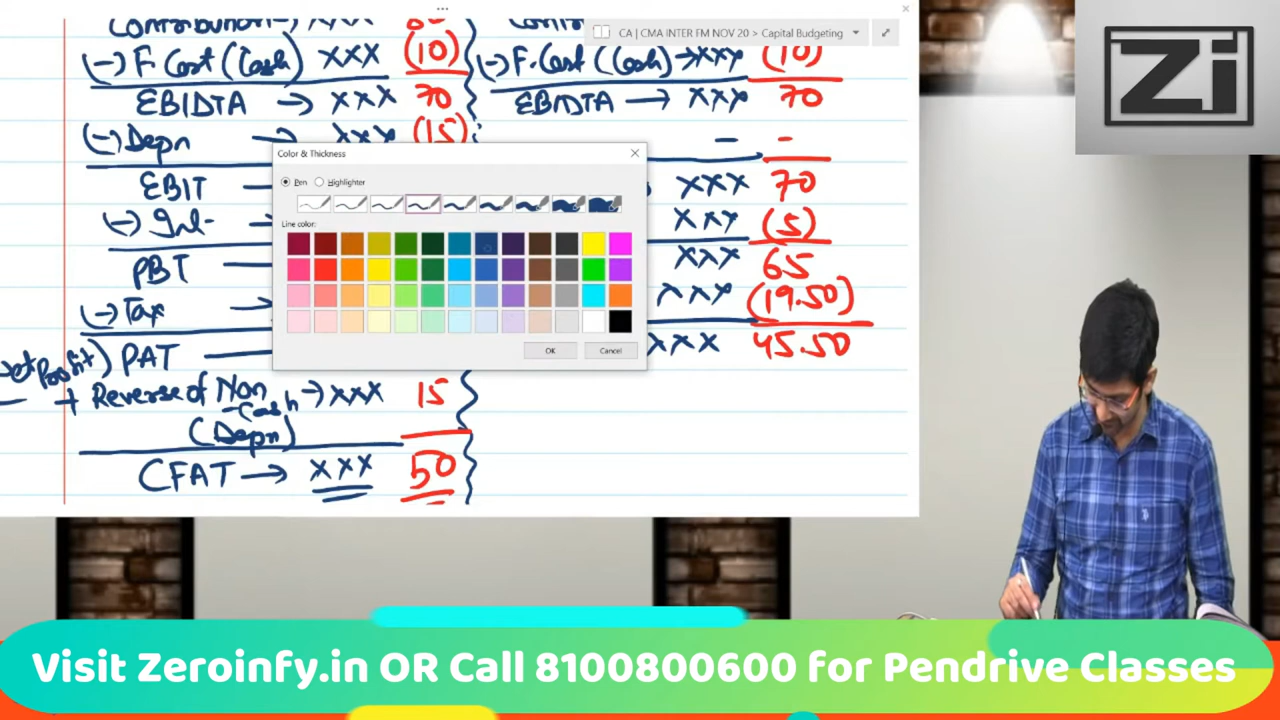 CA | CMA INTER FM NOV 20 > Capital Budgeting
Zi
(-) F. Cost (Cash) XXX (10)
EBIDTA → XXX 70
(-) Depn → XXX (15)
EBIT
(-) Int.
PBT
(-) Tax →
PAT
+ Reverse of Non → XXX 15
- Cash
(Depn)
CFAT → XXX 50
(-) F. Cost (Cash) → XXX (10)
EBIDTA → XXX 70
- -
XXX 70
XXX (5)
XXX 65
XXX (19.50)
XXX 45.50
Color & Thickness
Pen Highlighter
Line color:
OK Cancel
Visit Zeroinfy.in OR Call 8100800600 for Pendrive Classes